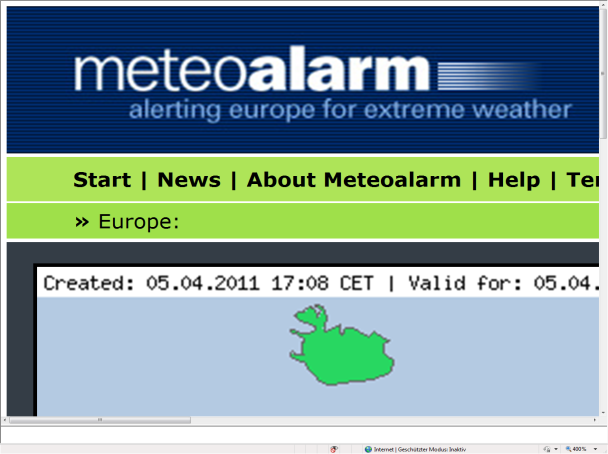 meteoalarm
alerting europe for extreme weather
Start | News | About Meteoalarm | Help | Ter
» Europe:
Created: 05.04.2011 17:08 CET | Valid for: 05.04.
Internet | Geschützter Modus: Inaktiv
400%